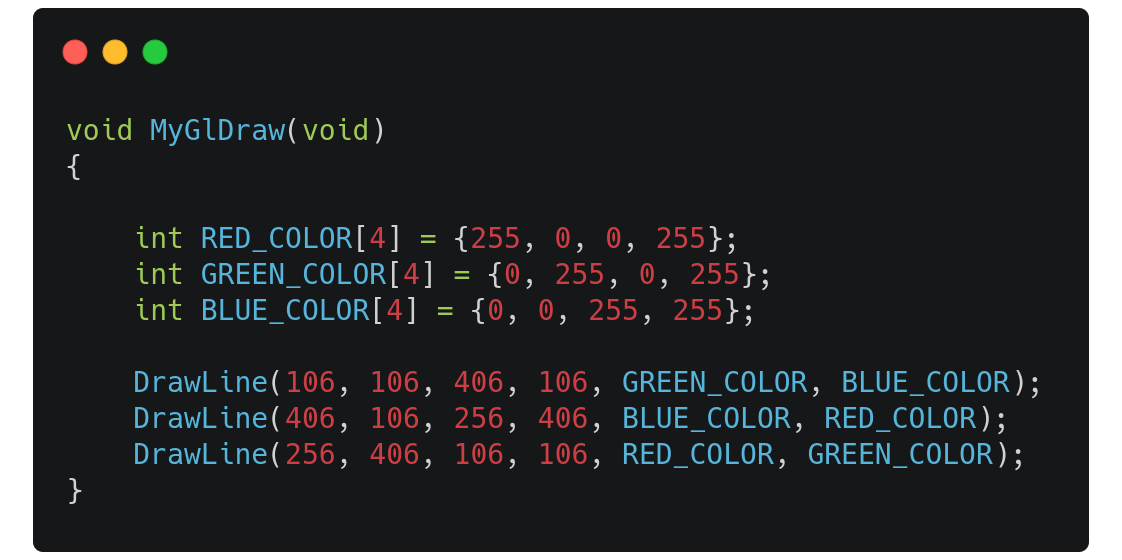 void MyGlDraw(void)
{
    int RED_COLOR[4] = {255, 0, 0, 255};
    int GREEN_COLOR[4] = {0, 255, 0, 255};
    int BLUE_COLOR[4] = {0, 0, 255, 255};
    DrawLine(106, 106, 406, 106, GREEN_COLOR, BLUE_COLOR);
    DrawLine(406, 106, 256, 406, BLUE_COLOR, RED_COLOR);
    DrawLine(256, 406, 106, 106, RED_COLOR, GREEN_COLOR);
}